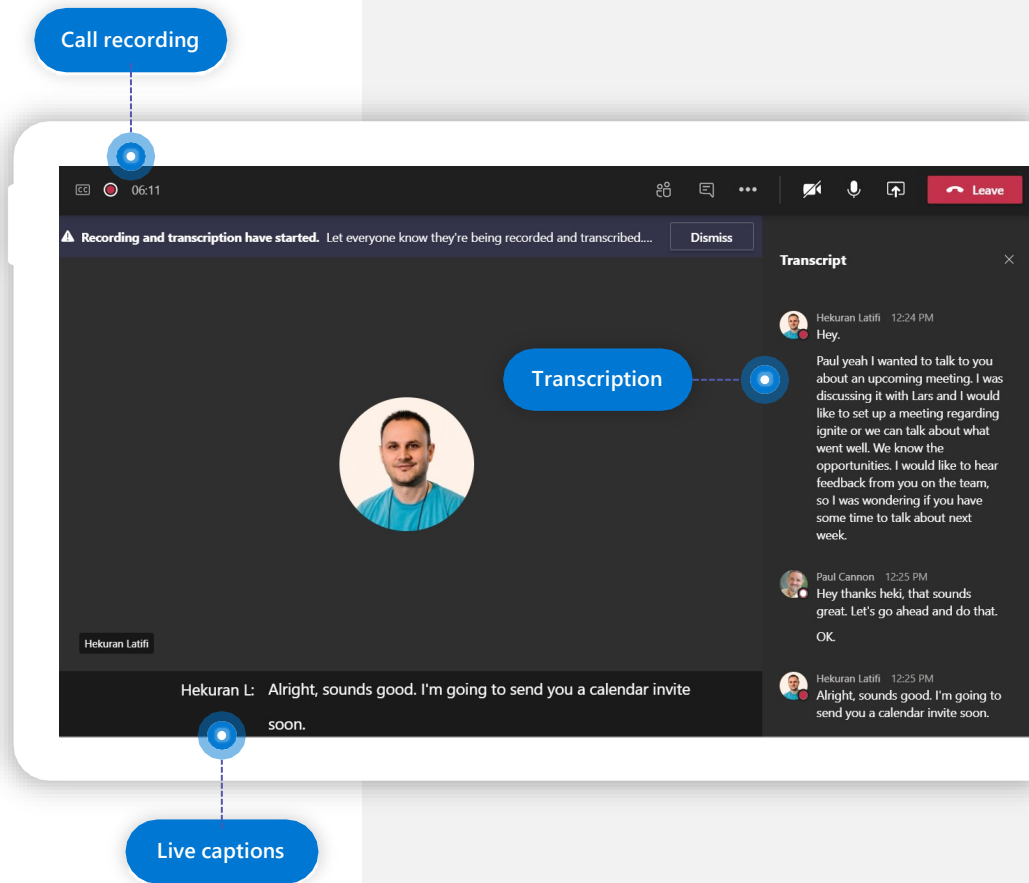 Call recording
CC 06:11
Leave
Recording and transcription have started. Let everyone know they're being recorded and transcribed.... Dismiss
Transcript
Hekuran Latifi 12:24 PM
Hey.
Paul yeah I wanted to talk to you
about an upcoming meeting. I was
discussing it with Lars and I would
like to set up a meeting regarding
ignite or we can talk about what
went well. We know the
opportunities. I would like to hear
feedback from you on the team,
so I was wondering if you have
some time to talk about next
week.
Transcription
Paul Cannon 12:25 PM
Hey thanks heki, that sounds
great. Let's go ahead and do that.
OK.
Hekuran Latifi 12:25 PM
Alright, sounds good. I'm going to
send you a calendar invite soon.
Hekuran Latifi
Hekuran L: Alright, sounds good. I'm going to send you a calendar invite
soon.
Live captions